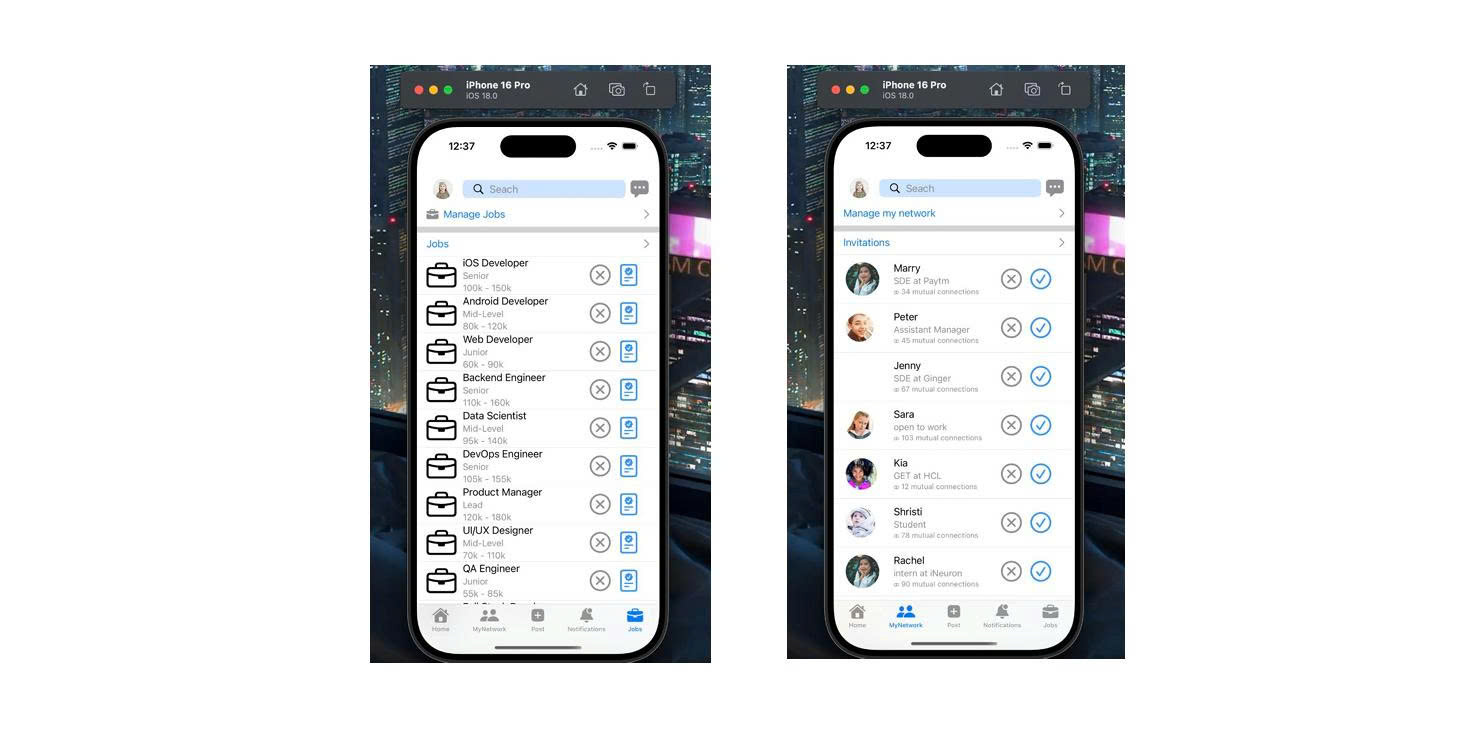 iPhone 16 Pro
iOS 18.0
12:37
Seach
Manage Jobs
Jobs
iOS Developer
Senior
100k - 150k
Android Developer
Mid-Level
80k - 120k
Web Developer
Junior
60k - 90k
Backend Engineer
Senior
110k - 160k
Data Scientist
Mid-Level
95k - 140k
DevOps Engineer
Senior
105k - 155k
Product Manager
Lead
120k - 180k
UI/UX Designer
Mid-Level
70k - 110k
QA Engineer
Junior
55k - 85k
Home
MyNetwork
Post
Notifications
Jobs
iPhone 16 Pro
iOS 18.0
12:37
Seach
Manage my network
Invitations
Marry
SDE at Paytm
34 mutual connections
Peter
Assistant Manager
45 mutual connections
Jenny
SDE at Ginger
67 mutual connections
Sara
open to work
103 mutual connections
Kia
GET at HCL
12 mutual connections
Shristi
Student
78 mutual connections
Rachel
intern at iNeuron
90 mutual connections
Home
MyNetwork
Post
Notifications
Jobs